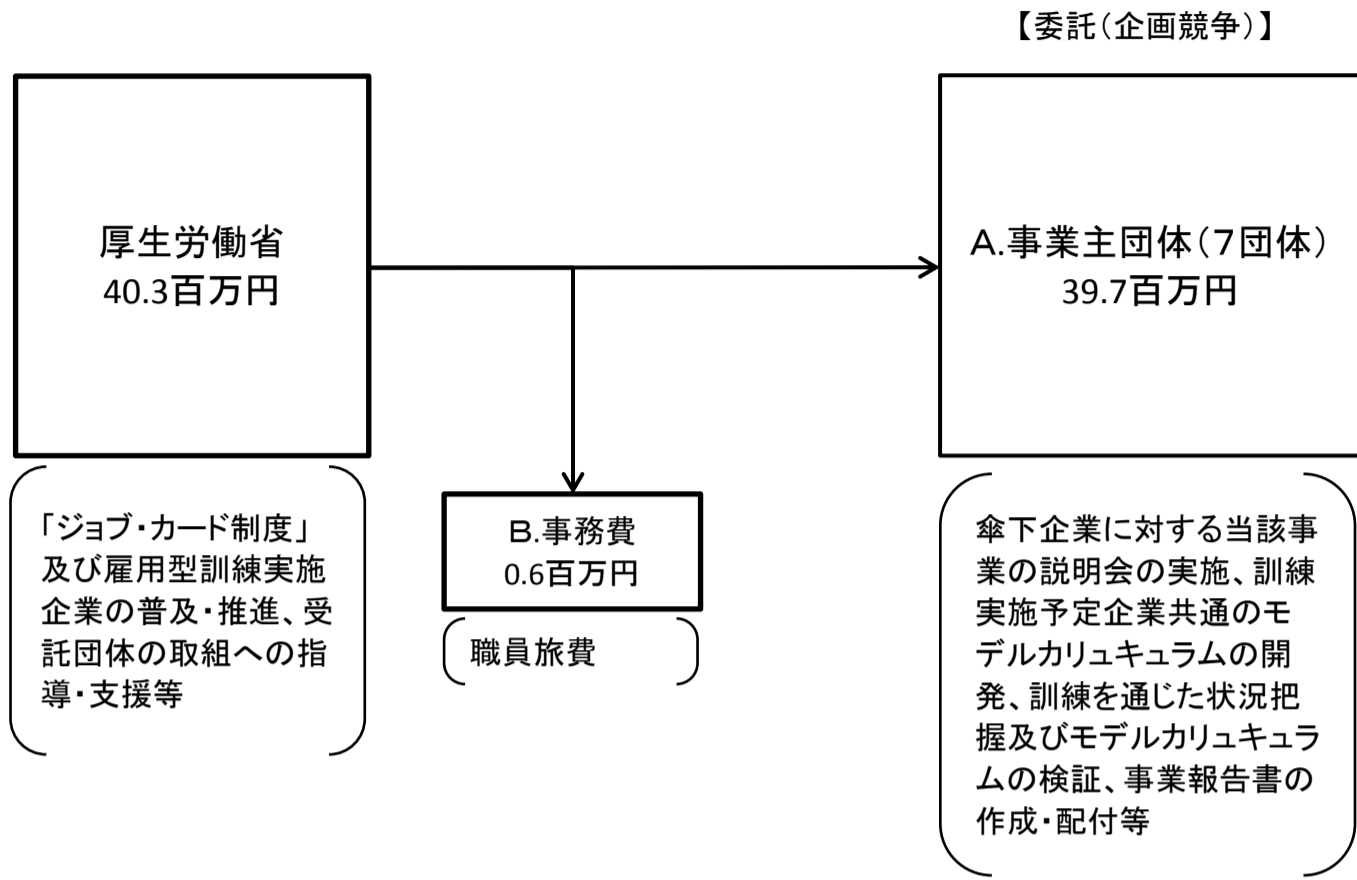 【委託（企画競争）】
厚生労働省
40.3百万円
A.事業主団体（7団体）
39.7百万円
B.事務費
0.6百万円
職員旅費
「ジョブ・カード制度」
及び雇用型訓練実施
企業の普及・推進、受
託団体の取組への指
導・支援等
傘下企業に対する当該事
業の説明会の実施、訓練
実施予定企業共通のモ
デルカリュキュラムの開
発、訓練を通じた状況把
握及びモデルカリュキュラ
ムの検証、事業報告書の
作成・配付等